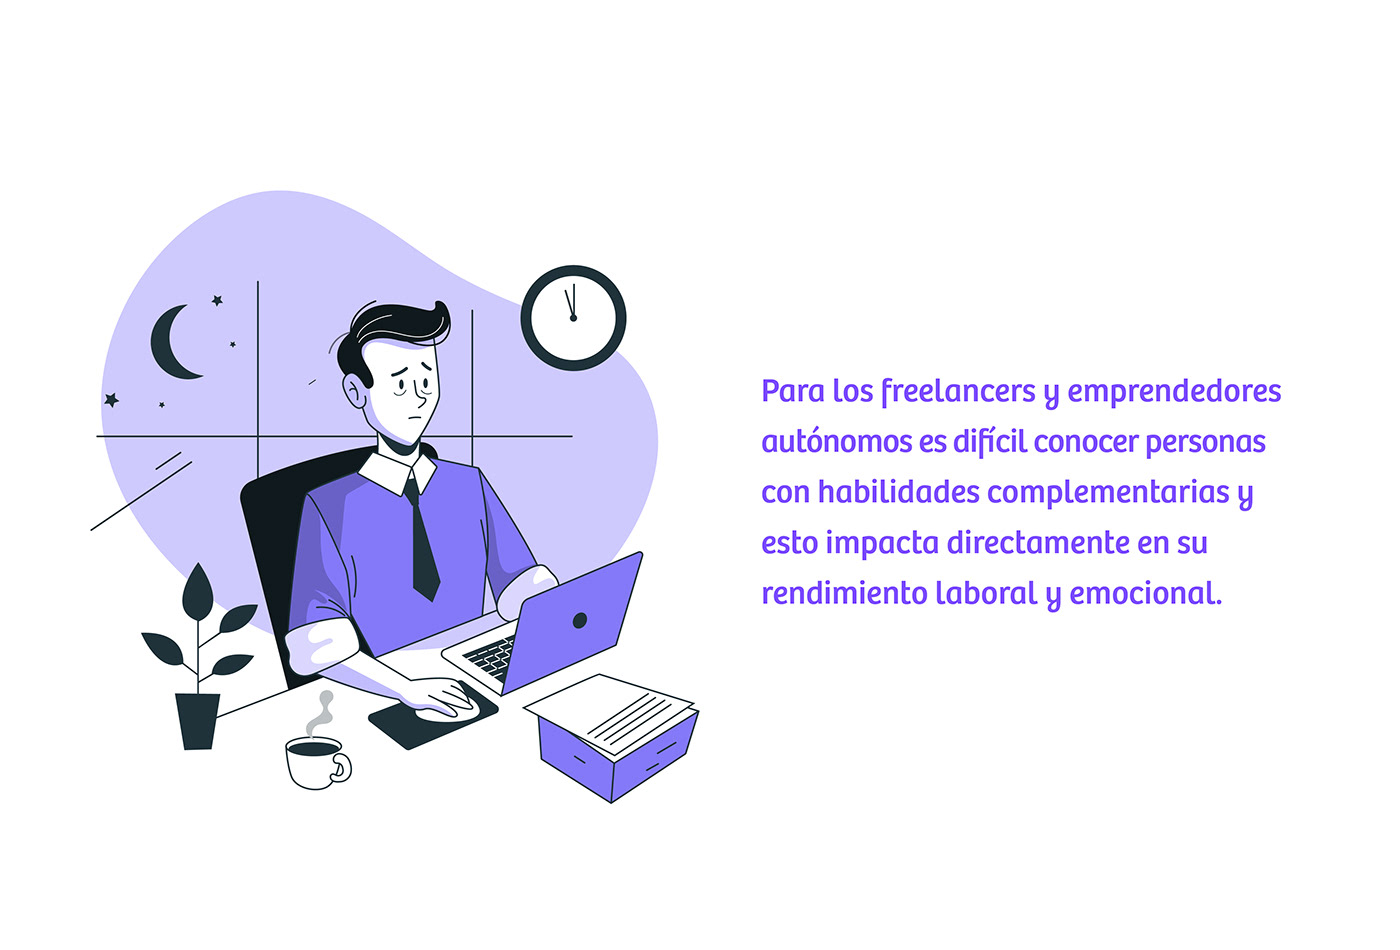 Para los freelancers y emprendedores
autónomos es difícil conocer personas
con habilidades complementarias y
esto impacta directamente en su
rendimiento laboral y emocional.